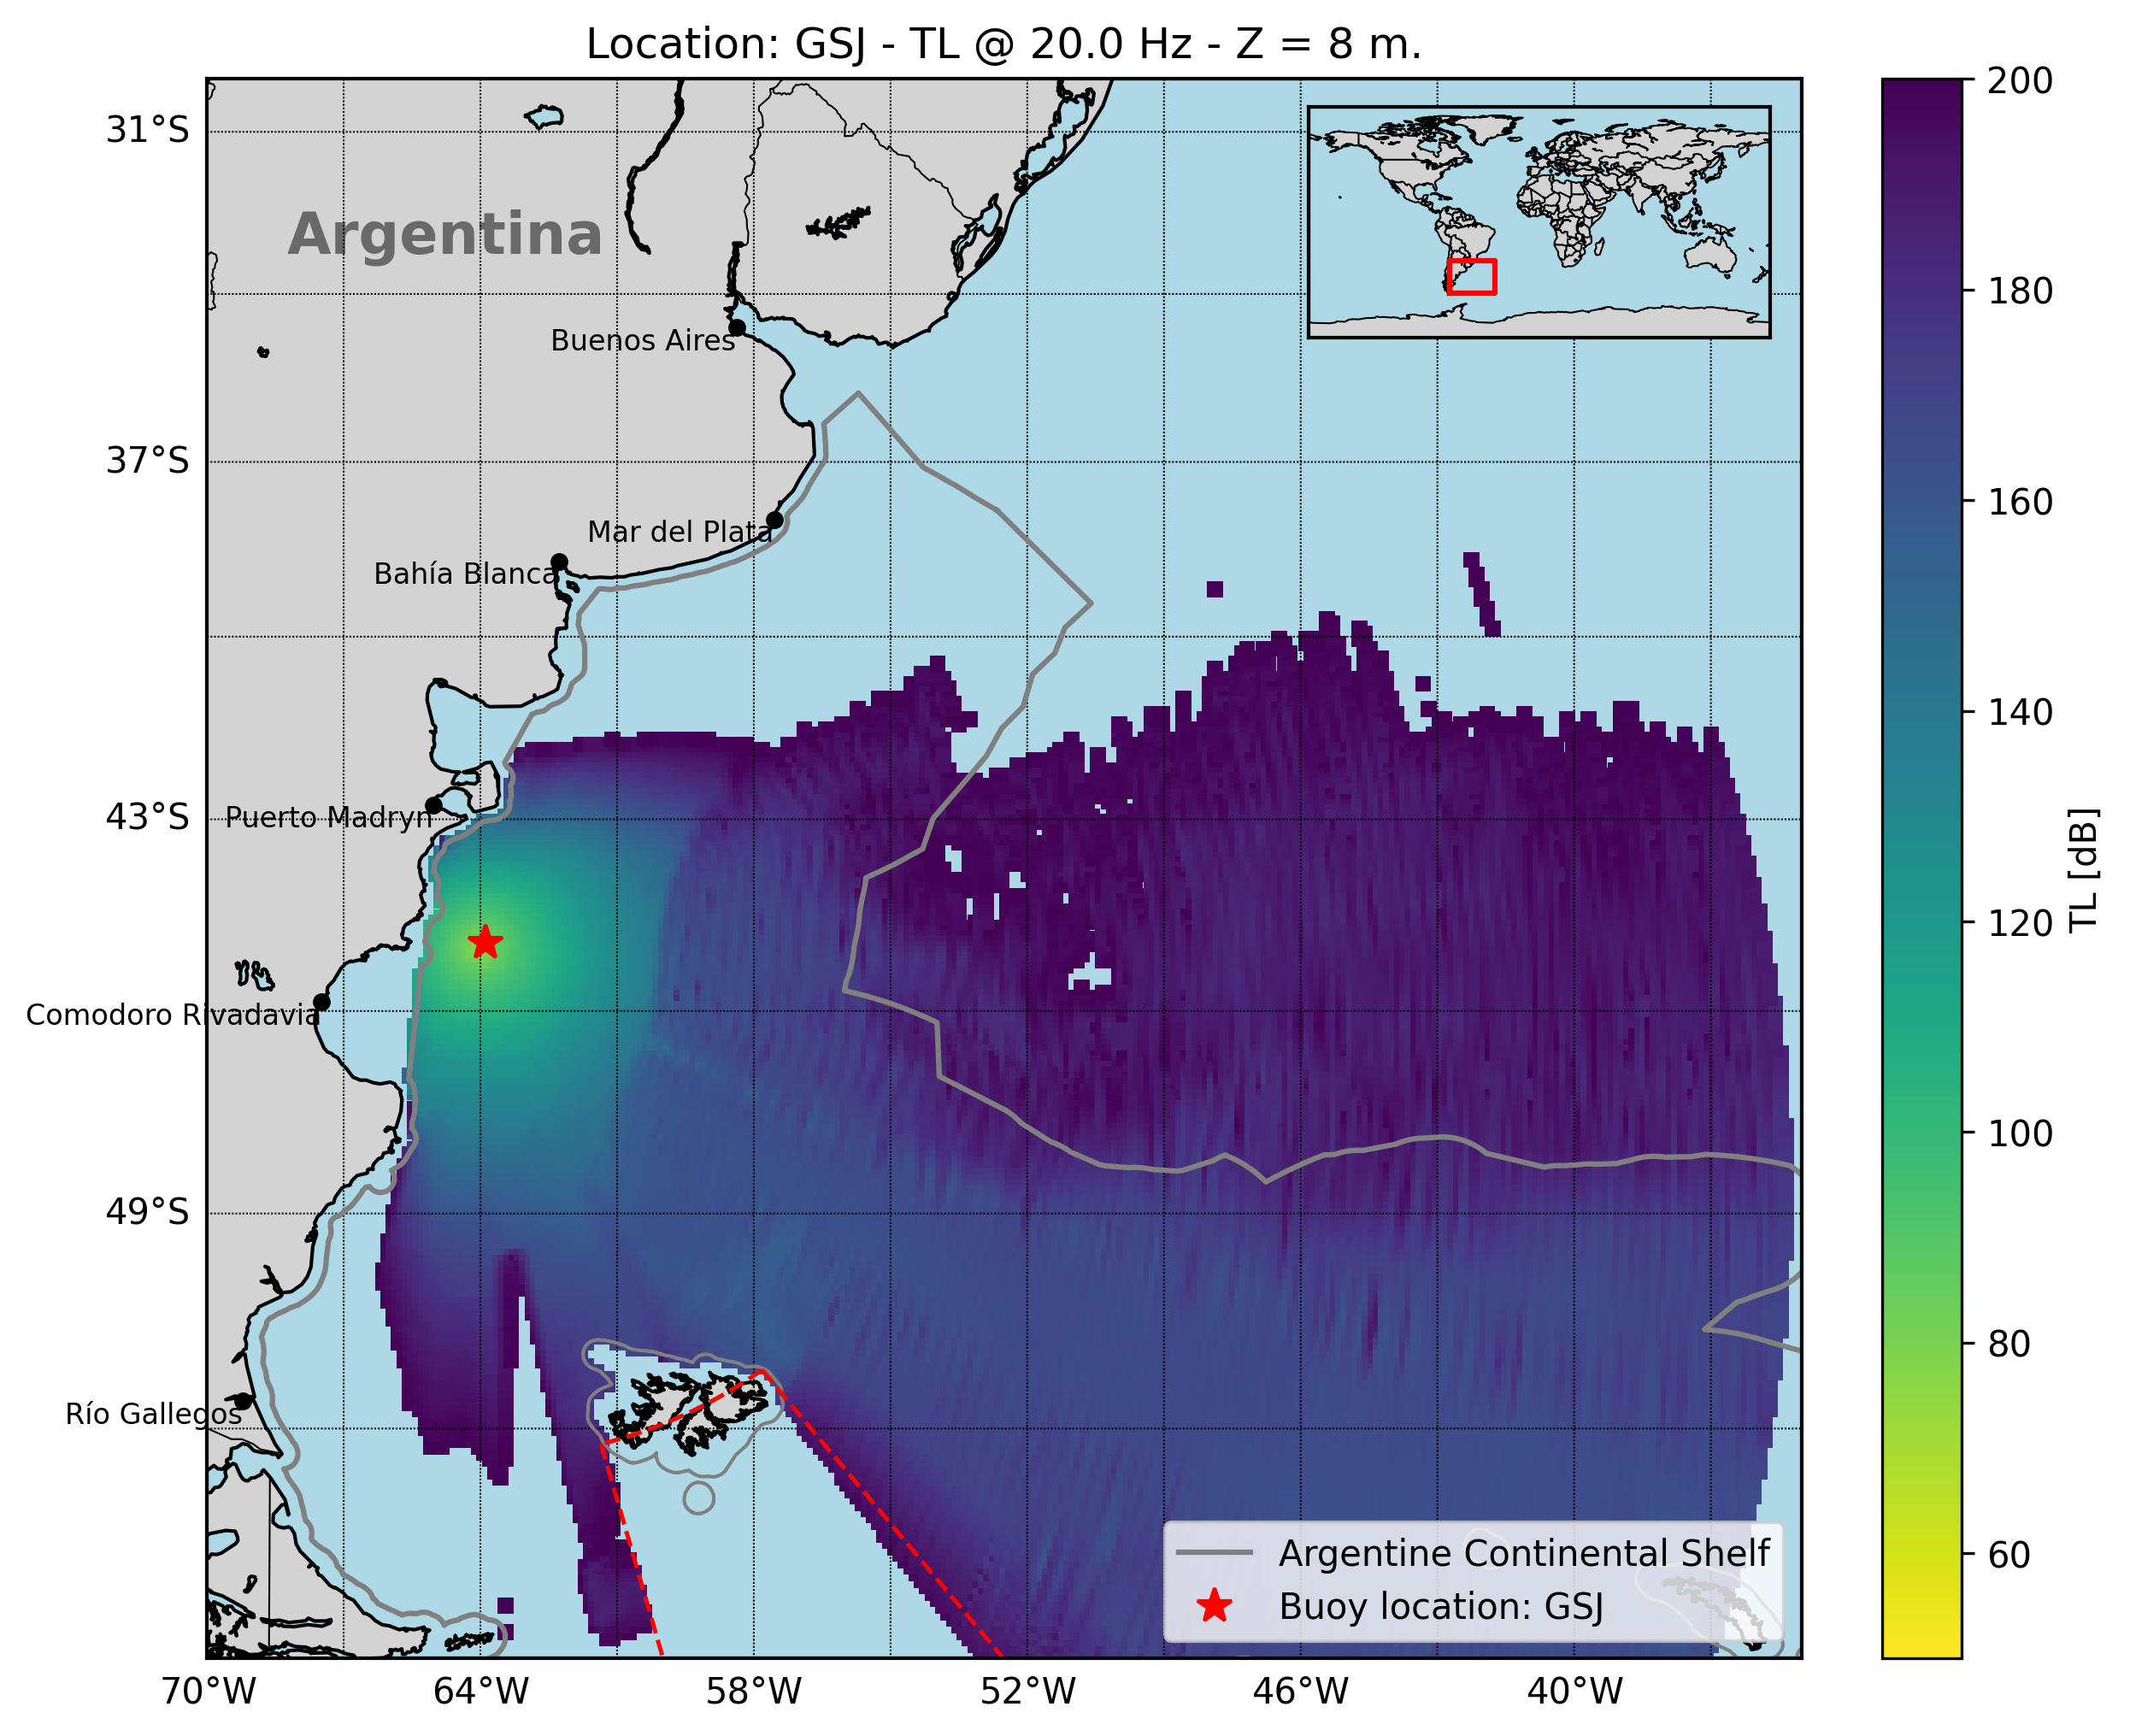 Location: GSJ - TL @ 20.0 Hz - Z = 8 m.
31°S
37°S
43°S
49°S
Argentina
Buenos Aires
Mar del Plata
Bahía Blanca
Puerto Madryn
Comodoro Rivadavia
Río Gallegos
70°W
64°W
58°W
52°W
46°W
40°W
Argentine Continental Shelf
Buoy location: GSJ
200
180
160
140
120
100
80
60
TL [dB]